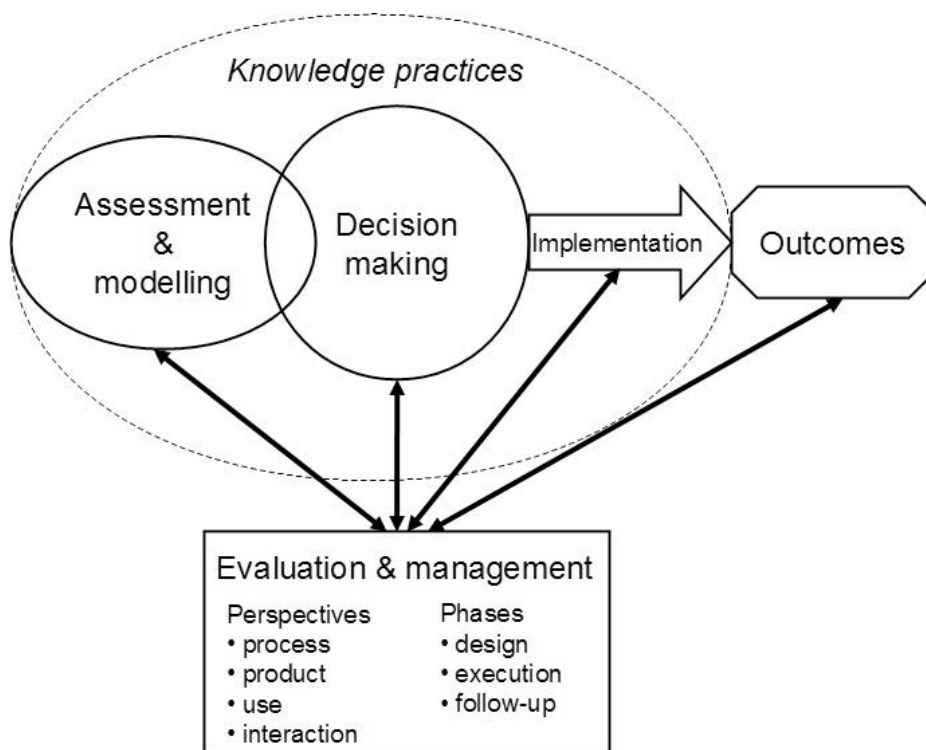 Knowledge practices
Assessment
&
modelling
Decision
making
Implementation
Outcomes
Evaluation & management
Perspectives
• process
• product
• use
• interaction
Phases
• design
• execution
• follow-up